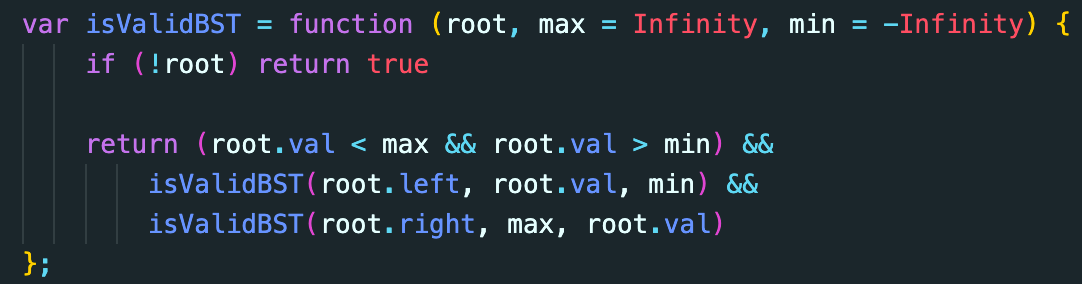 var isValidBST = function (root, max = Infinity, min = -Infinity) {
    if (!root) return true
    return (root.val < max && root.val > min) &&
        isValidBST(root.left, root.val, min) &&
        isValidBST(root.right, max, root.val)
};